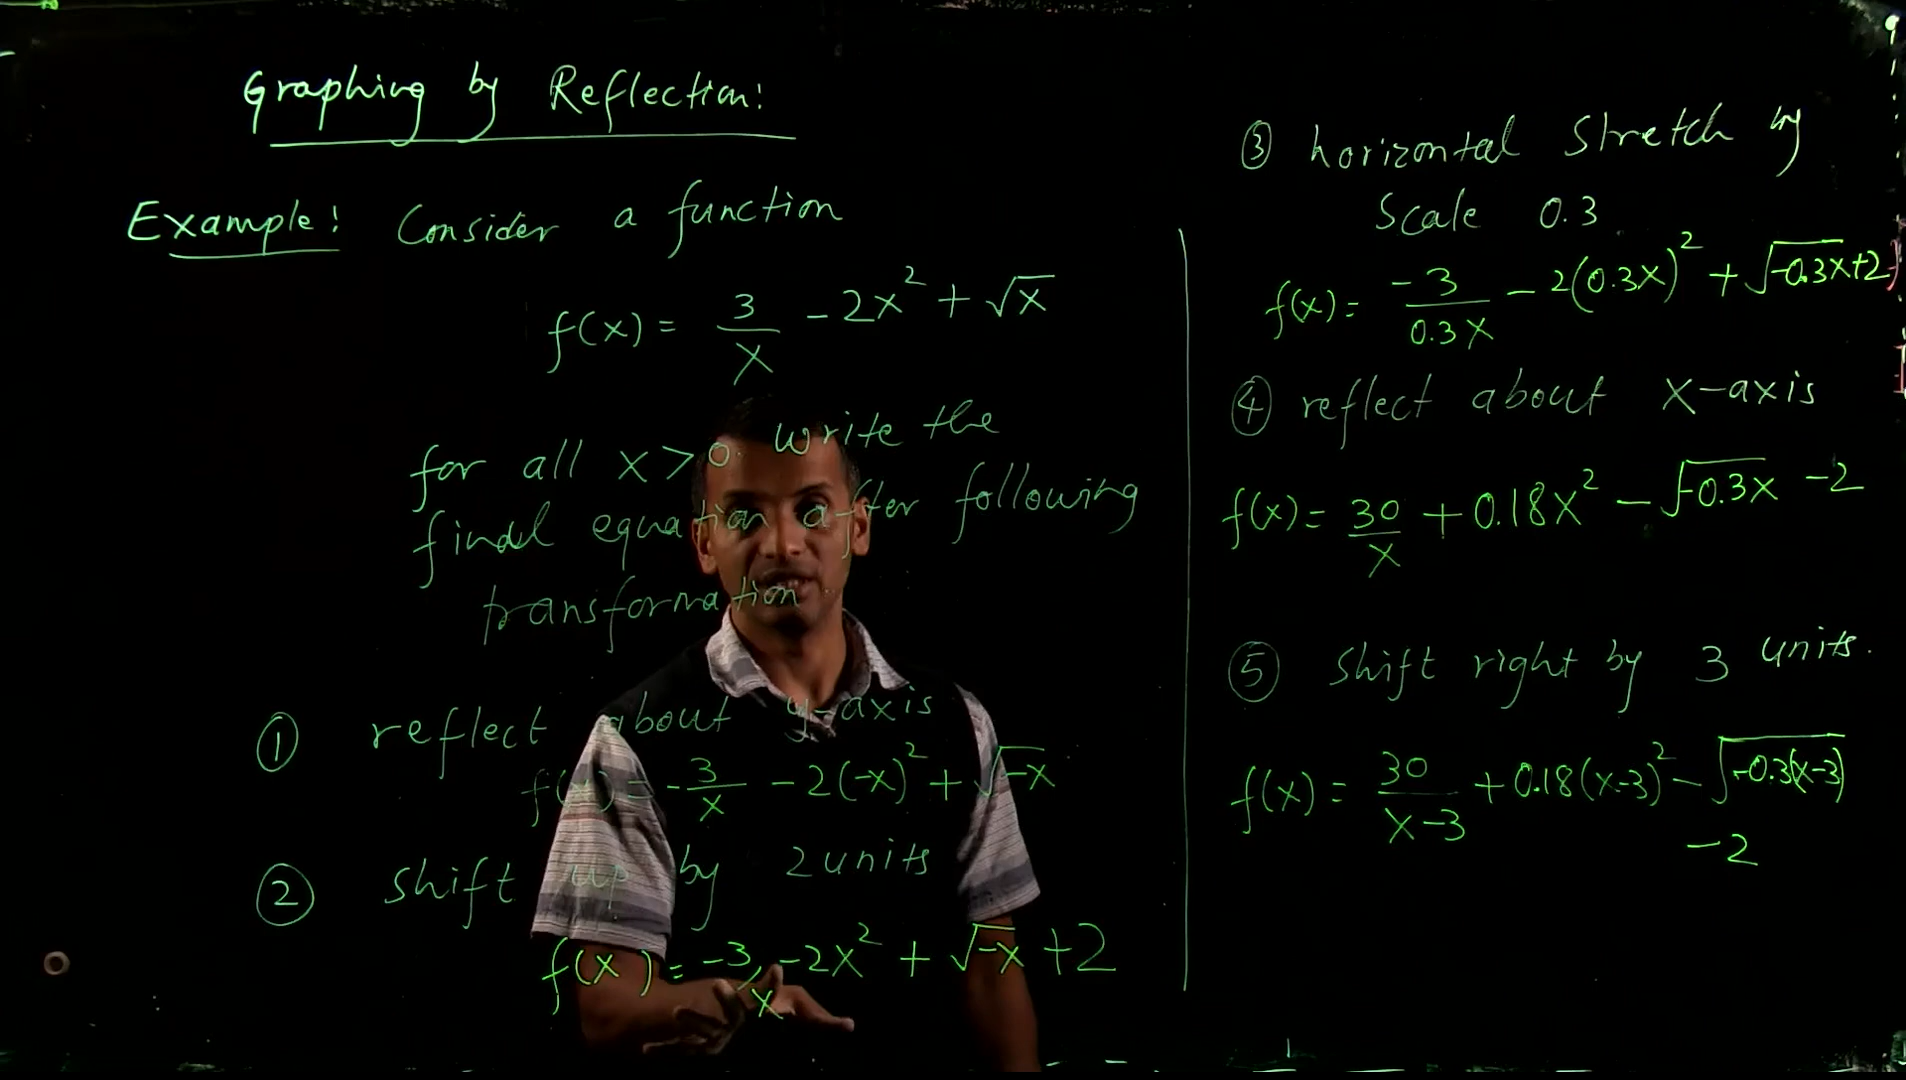 Graphing by Reflection:
Example: Consider a function
f(x) = 3/x - 2x² + √x
for all x>0. write the
final equation after following
transformation
① reflect about y-axis
f(x) = -3/x - 2(-x)² + √-x
② Shift up by 2 units
f(x) = -3/x - 2x² + √-x + 2
③ horizontal stretch by
Scale 0.3
f(x) = -3/0.3x - 2(0.3x)² + √-0.3x + 2
④ reflect about x-axis
f(x) = 30/x + 0.18x² - √-0.3x - 2
⑤ Shift right by 3 units.
f(x) = 30/x-3 + 0.18(x-3)² - √-0.3(x-3)
-2